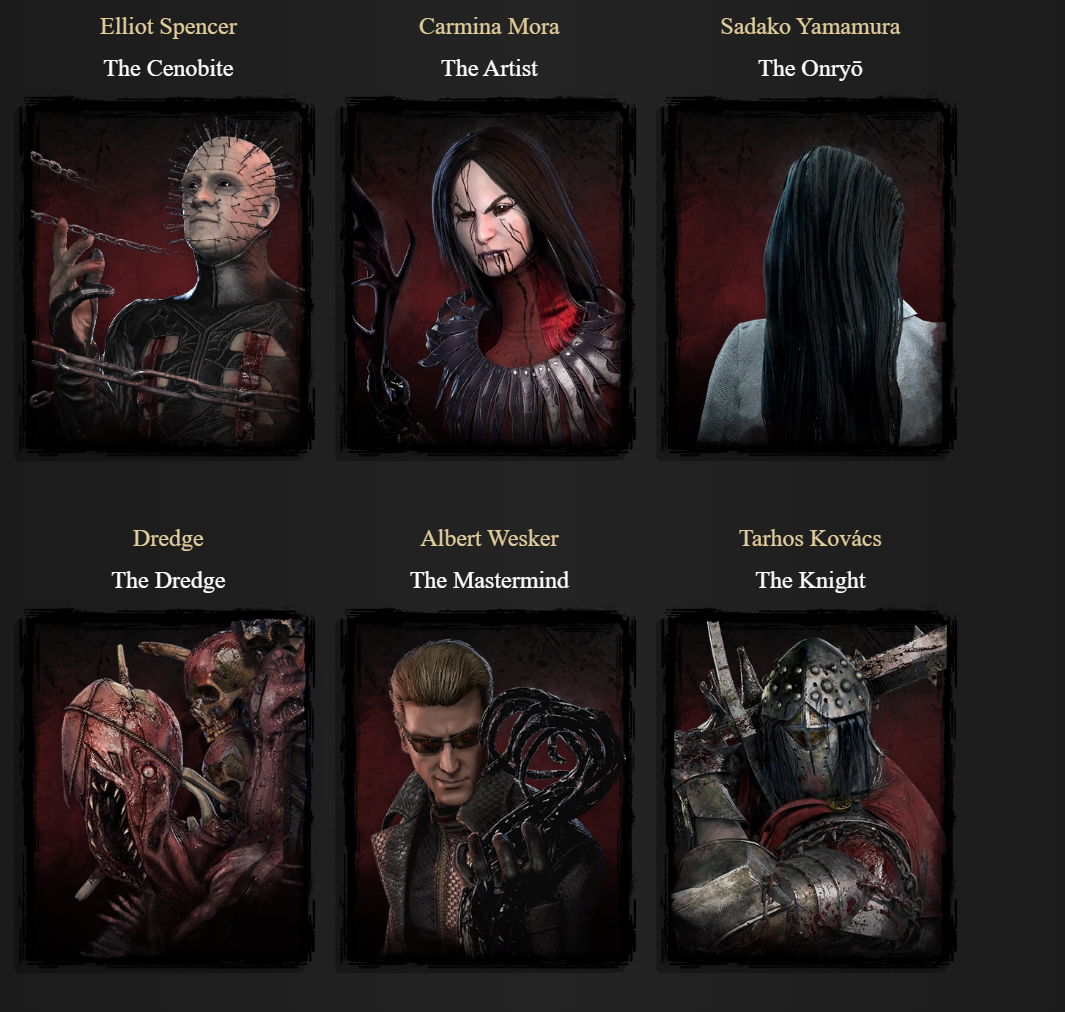 Elliot Spencer
Carmina Mora
Sadako Yamamura
The Cenobite
The Artist
The Onryō
Dredge
Albert Wesker
Tarhos Kovács
The Dredge
The Mastermind
The Knight